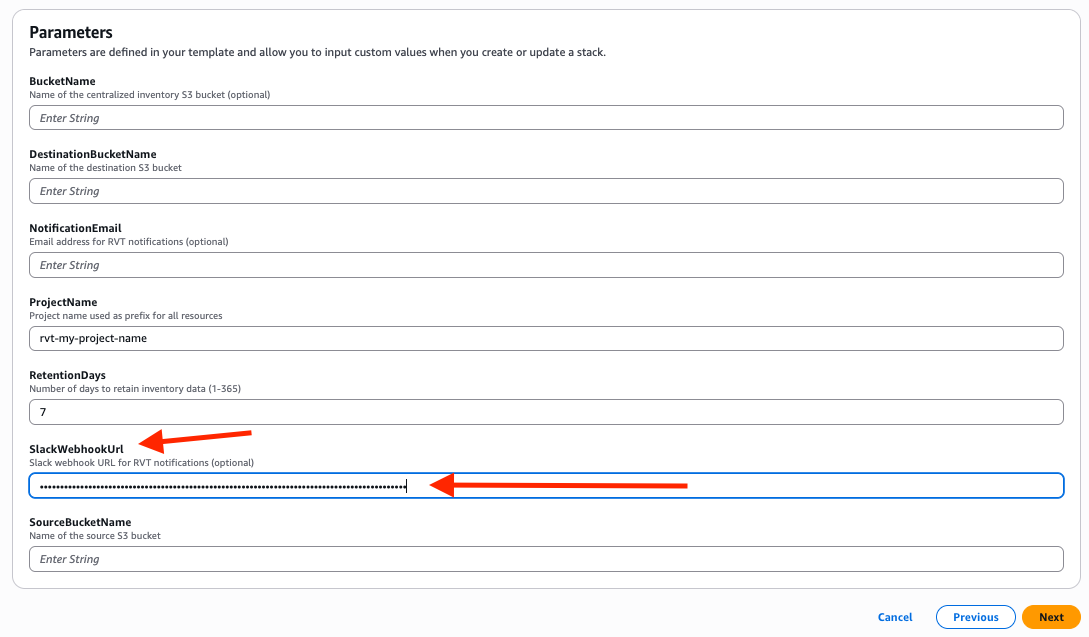 Parameters
Parameters are defined in your template and allow you to input custom values when you create or update a stack.
BucketName
Name of the centralized inventory S3 bucket (optional)
Enter String
DestinationBucketName
Name of the destination S3 bucket
Enter String
NotificationEmail
Email address for RVT notifications (optional)
Enter String
ProjectName
Project name used as prefix for all resources
rvt-my-project-name
RetentionDays
Number of days to retain inventory data (1-365)
7
SlackWebhookUrl
Slack webhook URL for RVT notifications (optional)
SourceBucketName
Name of the source S3 bucket
Enter String
Cancel
Previous
Next